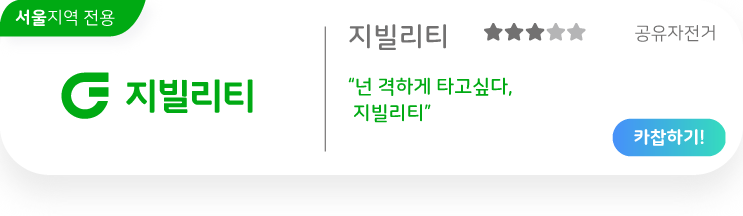 서울지역 전용
지빌리티
지빌리티
공유자전거
“넌 격하게 타고싶다,
지빌리티”
카찹하기!